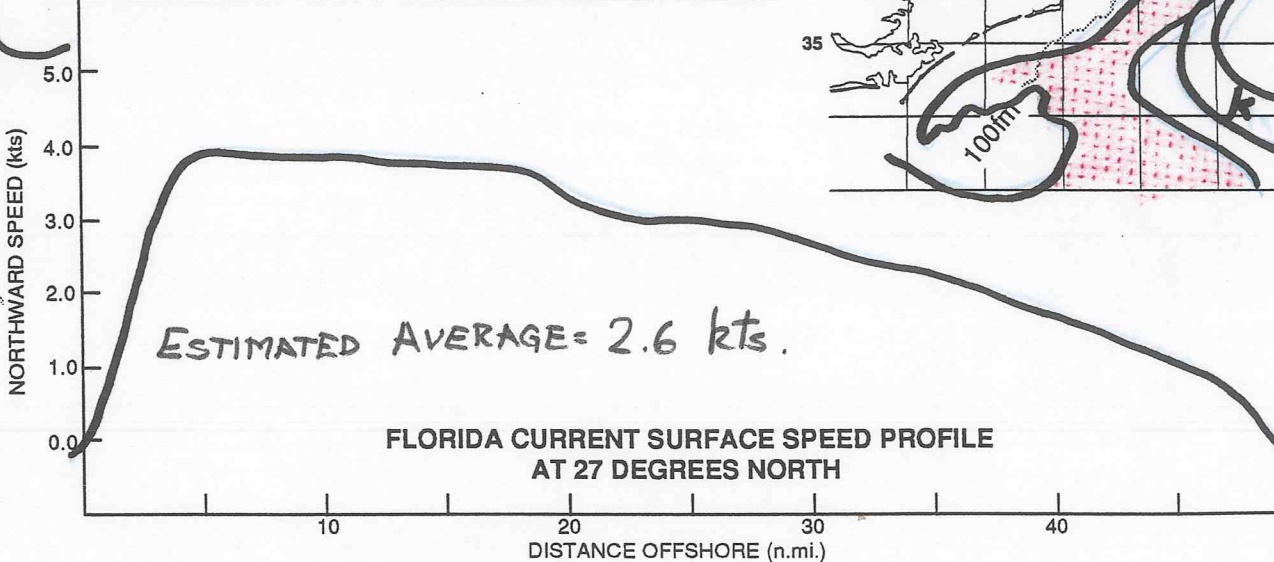 35
100fm
k
5.0
4.0
3.0
2.0
1.0
0.0
NORTHWARD SPEED (kts)
ESTIMATED AVERAGE= 2.6 kts.
FLORIDA CURRENT SURFACE SPEED PROFILE
AT 27 DEGREES NORTH
10 20 30 40
DISTANCE OFFSHORE (n.mi.)